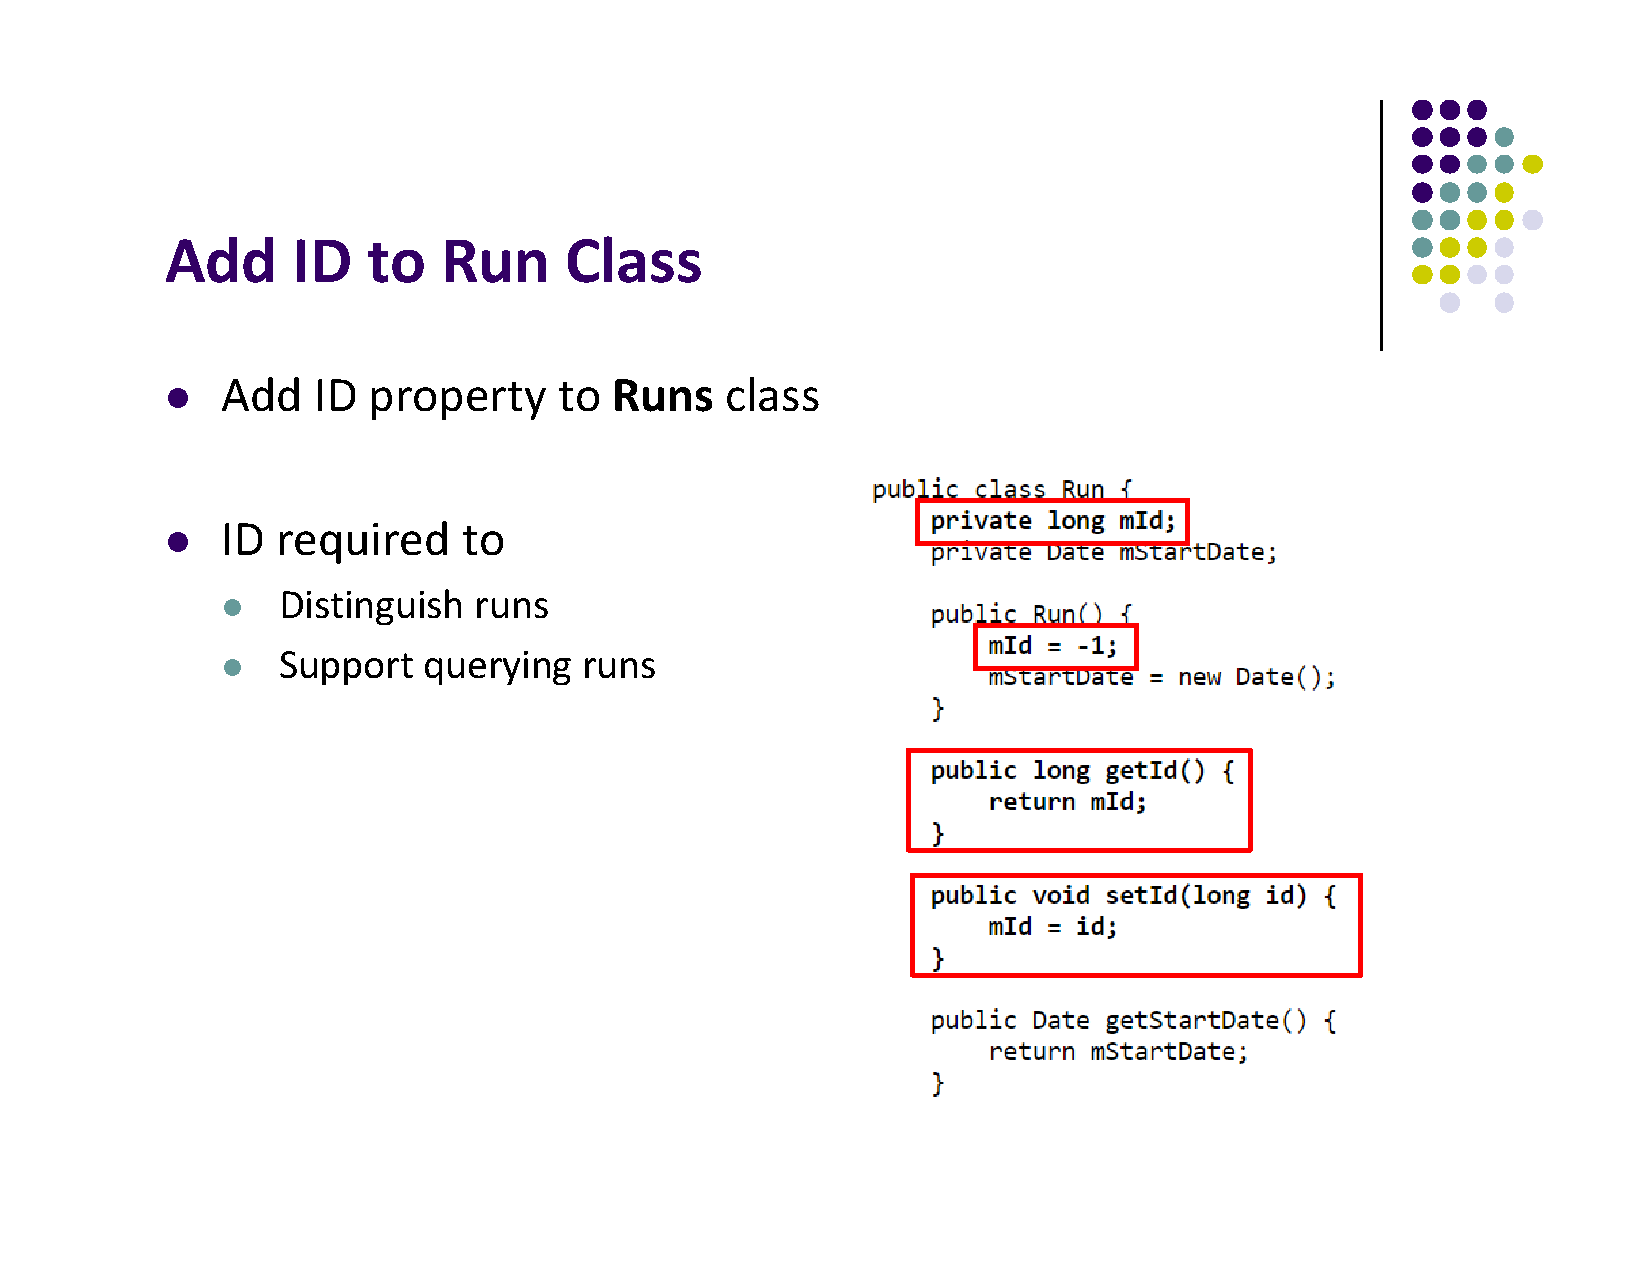 Add ID to Run Class
Add ID property to Runs class
ID required to
Distinguish runs
Support querying runs
public class Run {
private long mId;
private Date mStartDate;
public Run() {
mId = -1;
mStartDate = new Date();
}
public long getId() {
return mId;
}
public void setId(long id) {
mId = id;
}
public Date getStartDate() {
return mStartDate;
}